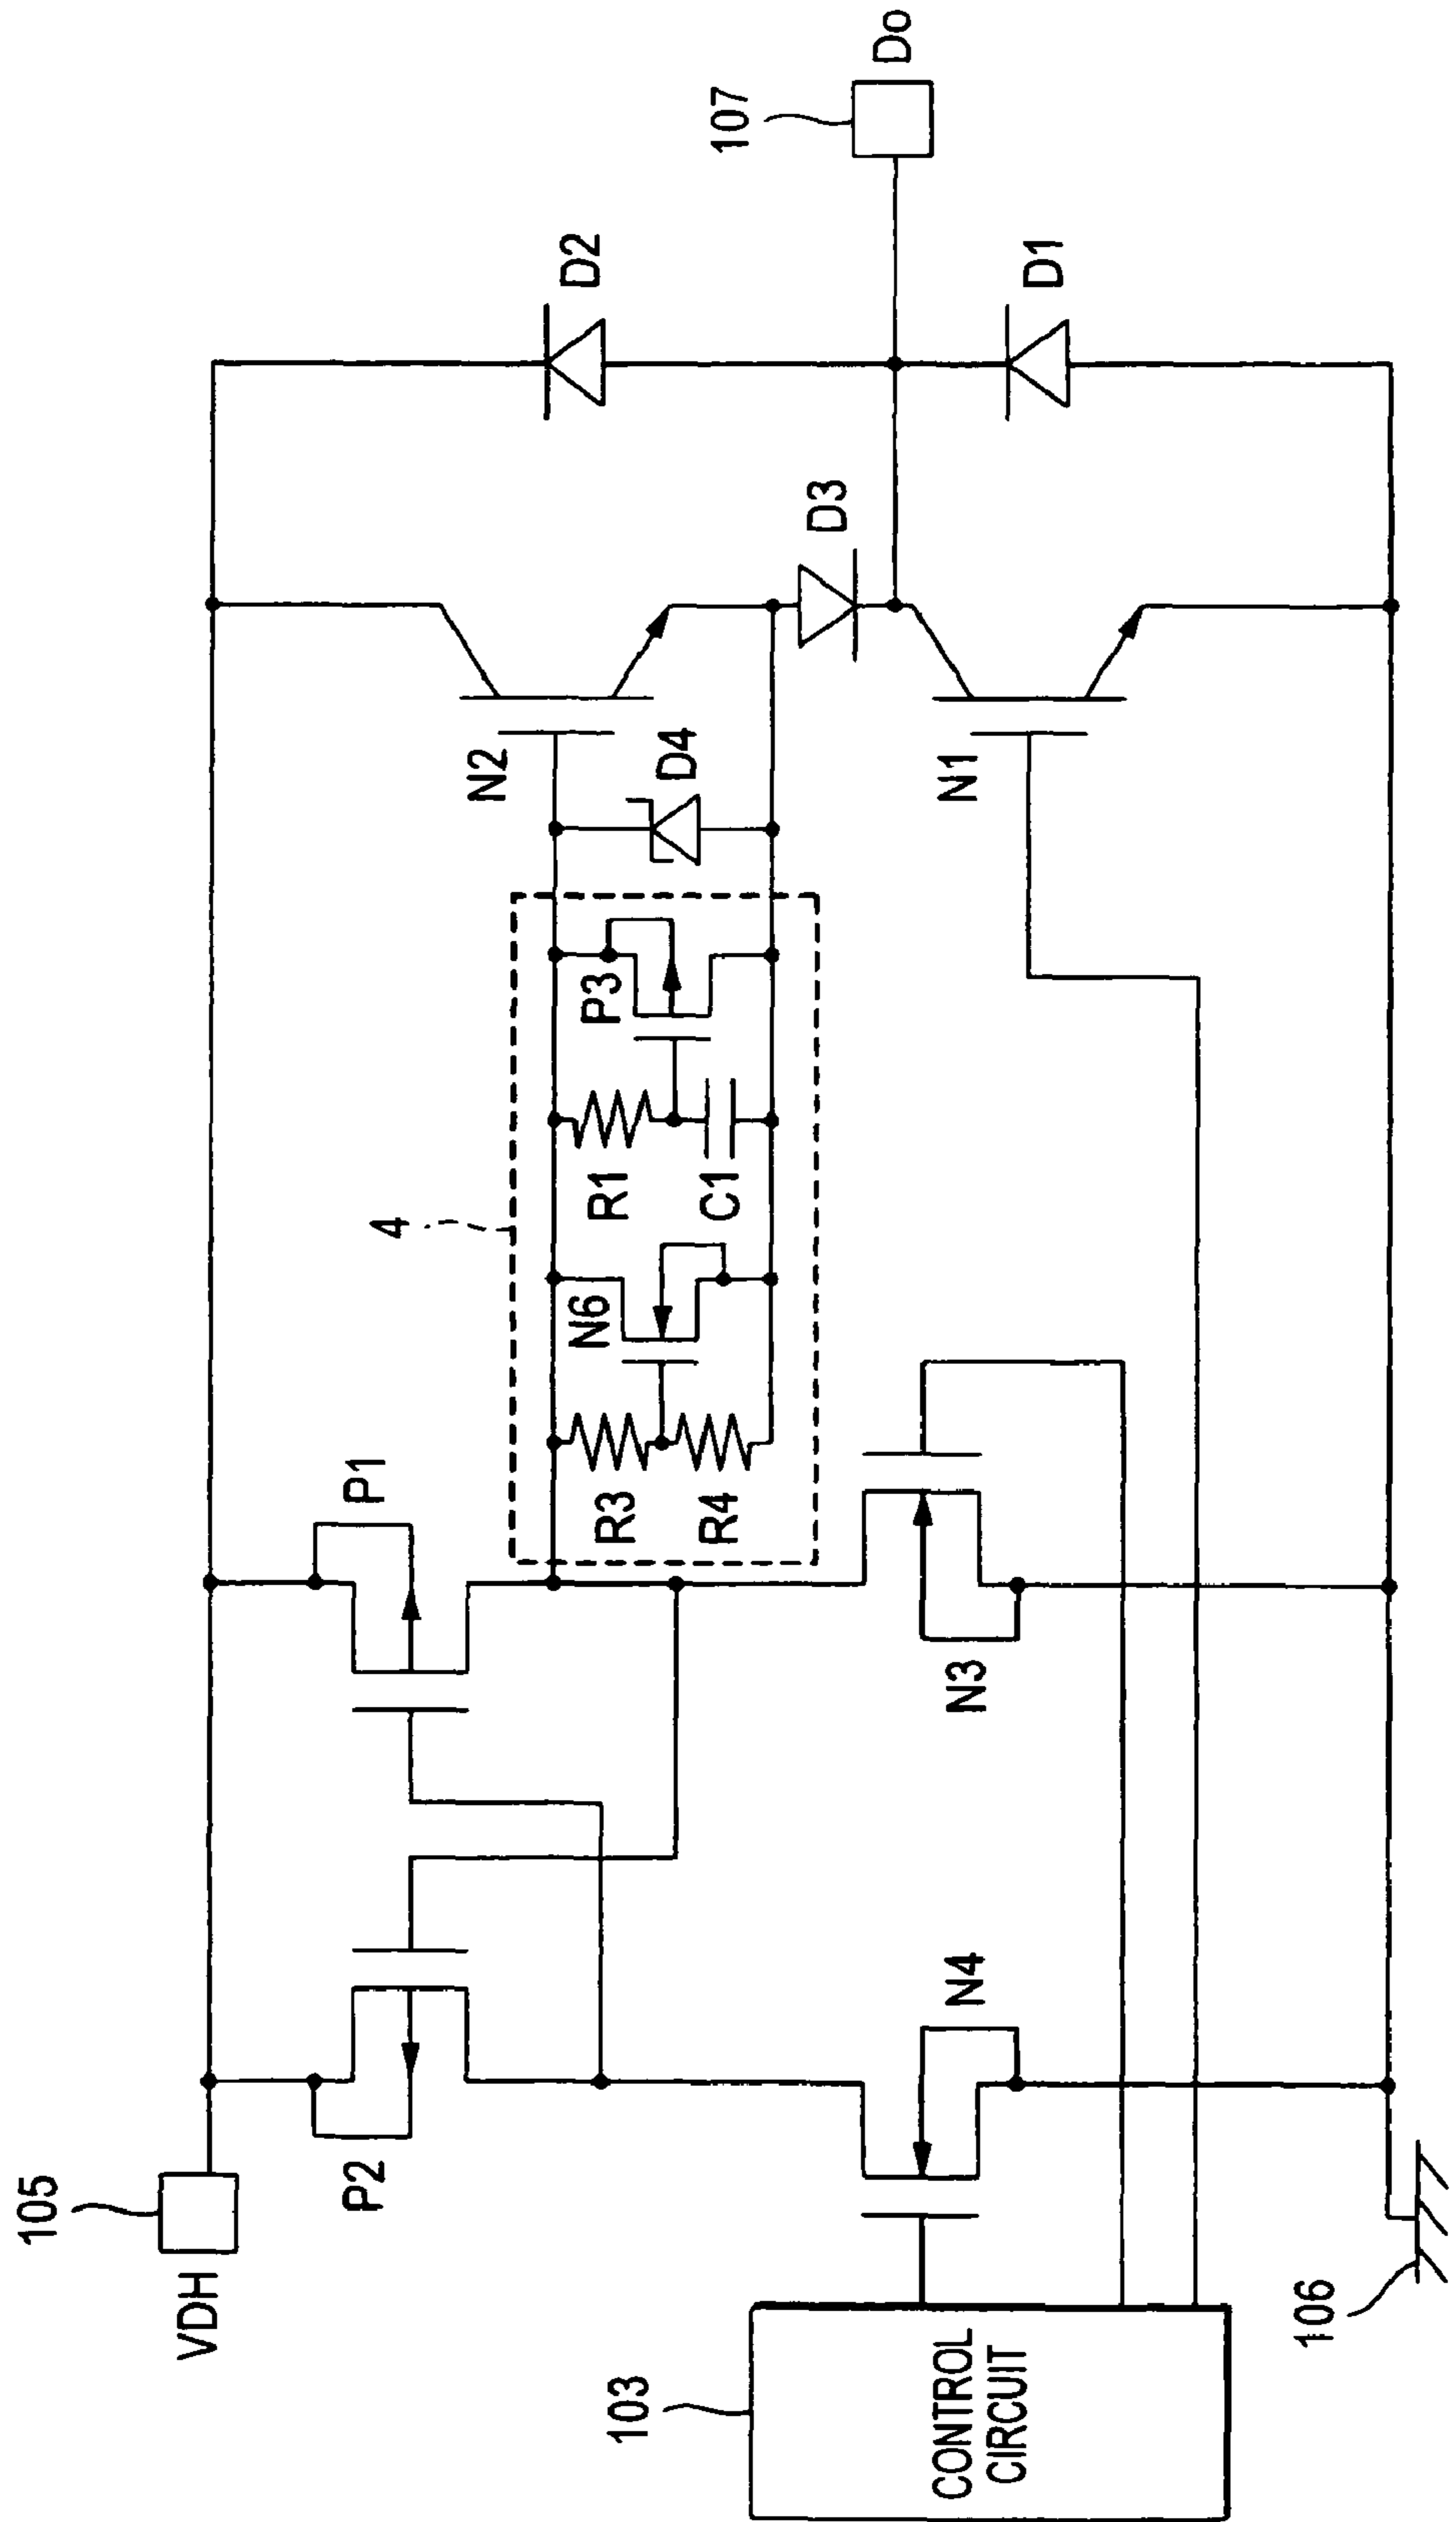 105
VDH
P2
P1
103
CONTROL
CIRCUIT
N4
N3
106
4
R3
R4
N6
R1
C1
P3
D4
N2
N1
D3
D2
D1
107
Do